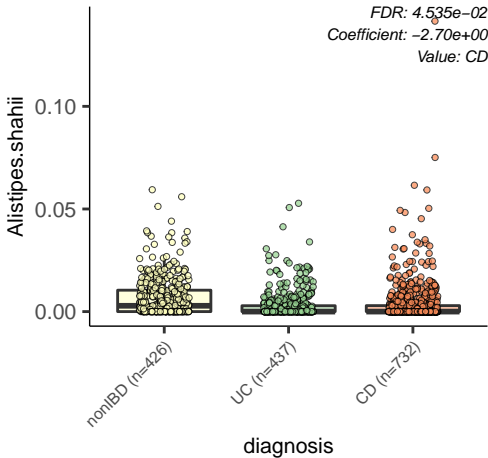 FDR: 4.535e−02
Coefficient: −2.70e+00
Value: CD
Alistipes.shahii
0.10
0.05
0.00
nonIBD (n=426)
UC (n=437)
CD (n=732)
diagnosis